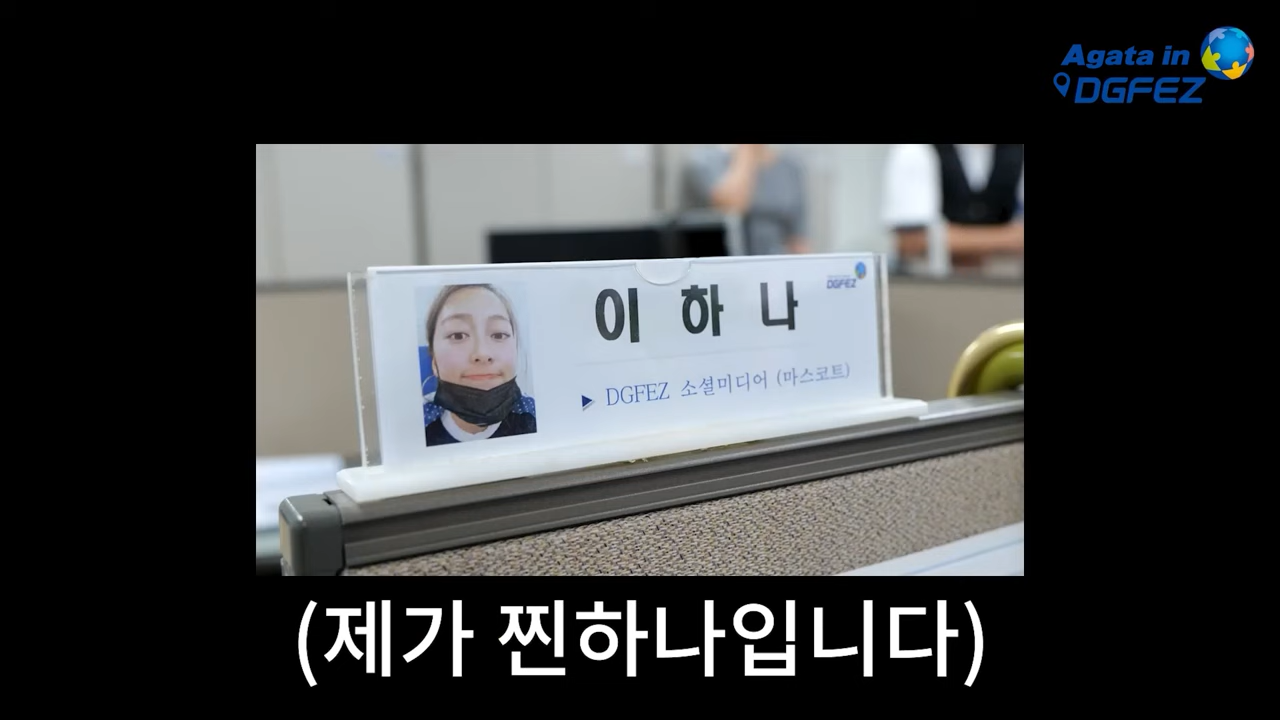 Agata in
DGFEZ
DGFEZ
이 하 나
▶ DGFEZ 소셜미디어 (마스코트)
(제가 찐하나입니다)